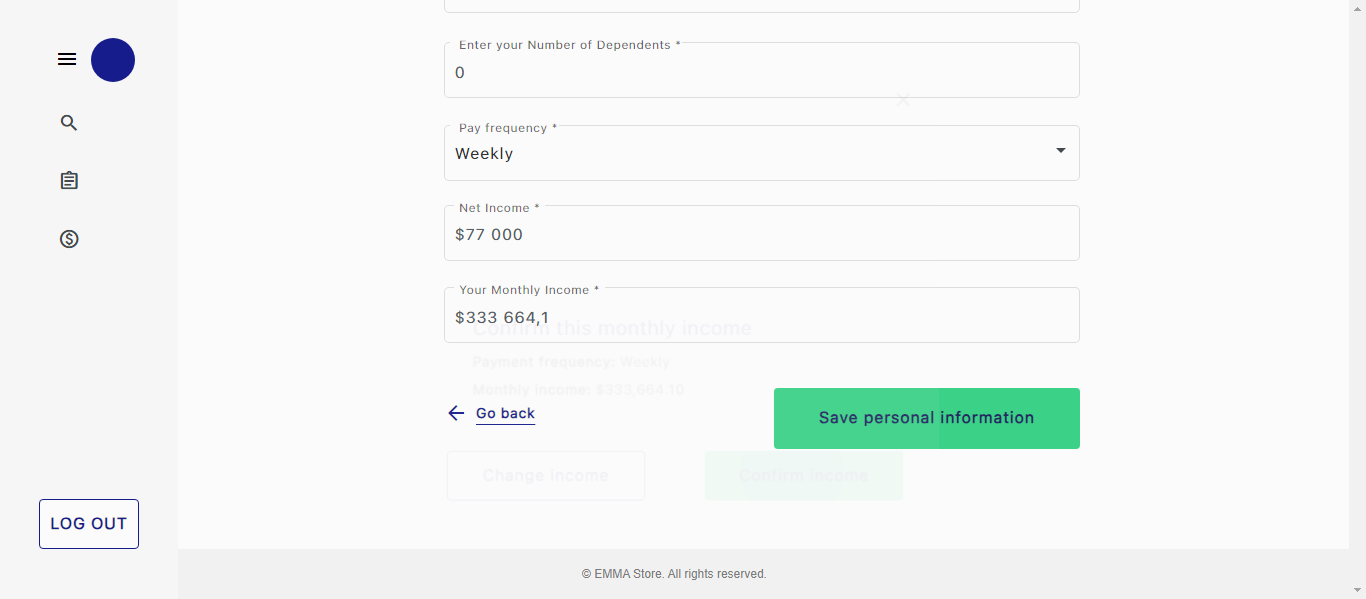 Enter your Number of Dependents *
0
Pay frequency *
Weekly
Net Income *
$77 000
Your Monthly Income *
$333 664,1
Confirm this monthly income
Payment frequency: Weekly
Monthly Income: $333,664.10
Go back
Save personal information
Change Income
Confirm Income
LOG OUT
© EMMA Store. All rights reserved.